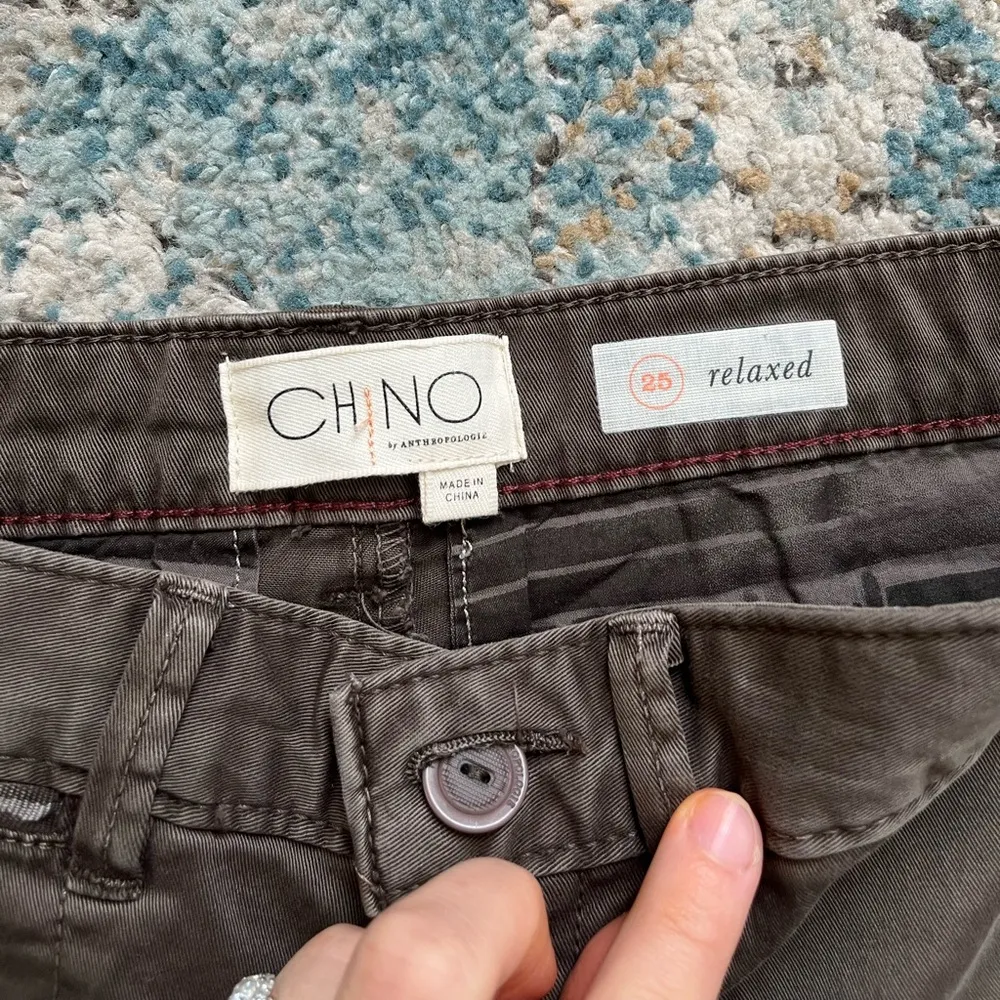 CHINO
by ANTHROPOLOGIE
MADE IN
CHINA
25 relaxed